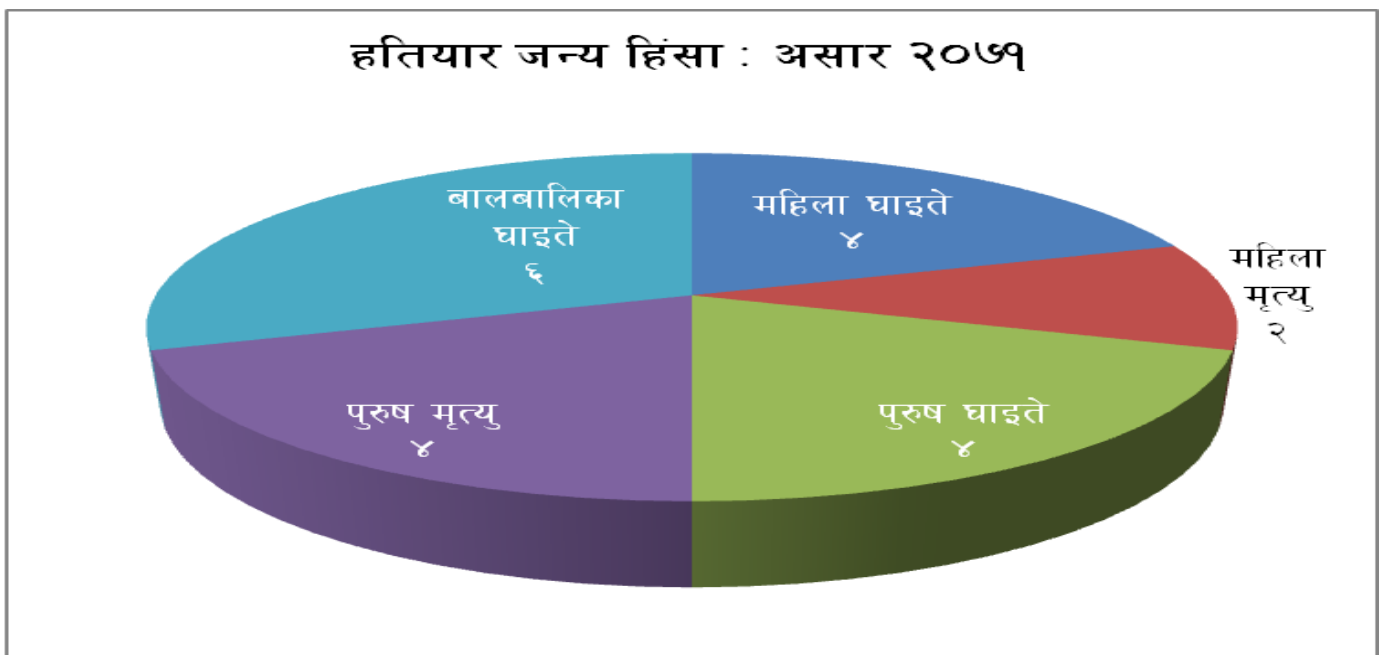 हतियार जन्य हिंसा : असार २०७१
बालबालिका
घाइते
६
महिला घाइते
४
महिला
मृत्यु
२
पुरुष मृत्यु
४
पुरुष घाइते
४